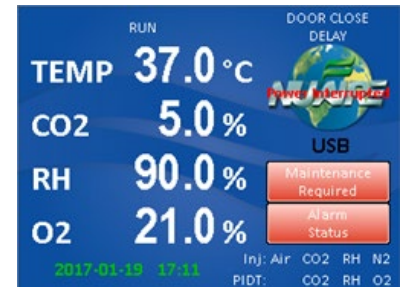 RUN
DOOR CLOSE
DELAY
TEMP 37.0 °C
NUAIRE
Power Interrupted
CO2 5.0 %
USB
RH 90.0 %
Maintenance
Required
O2 21.0 %
Alarm
Status
2017-01-19 17:11
Inj: Air CO2 RH N2
PIDT: CO2 RH O2